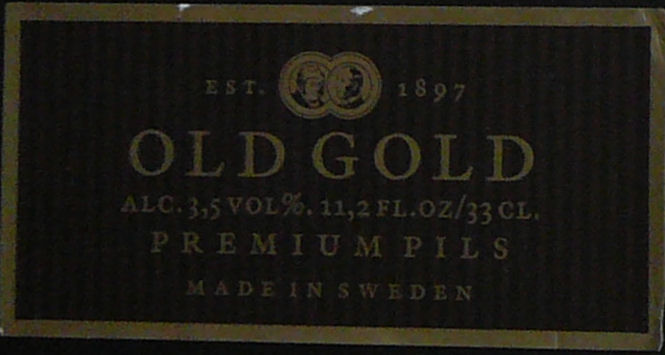 EST. 1897
OLD GOLD
ALC. 3,5 VOL%. 11,2 FL.OZ/33 CL.
PREMIUM PILS
MADE IN SWEDEN